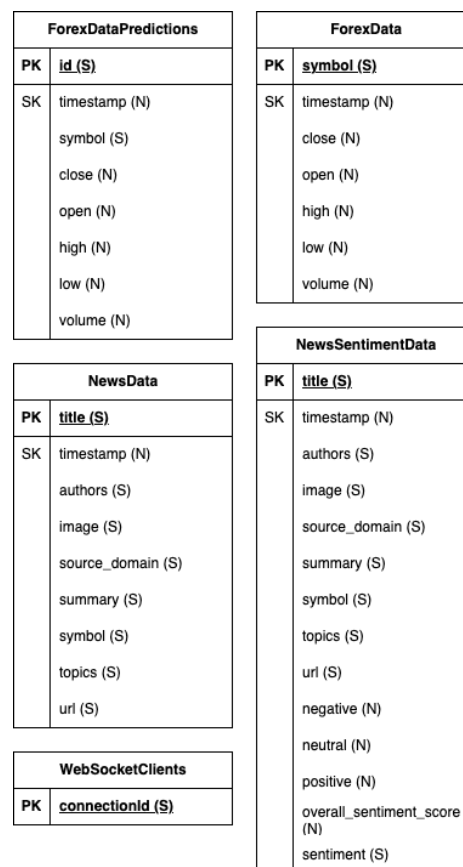 ForexDataPredictions
PK id (S)
SK timestamp (N)
symbol (S)
close (N)
open (N)
high (N)
low (N)
volume (N)
ForexData
PK symbol (S)
SK timestamp (N)
close (N)
open (N)
high (N)
low (N)
volume (N)
NewsData
PK title (S)
SK timestamp (N)
authors (S)
image (S)
source_domain (S)
summary (S)
symbol (S)
topics (S)
url (S)
NewsSentimentData
PK title (S)
SK timestamp (N)
authors (S)
image (S)
source_domain (S)
summary (S)
symbol (S)
topics (S)
url (S)
negative (N)
neutral (N)
positive (N)
overall_sentiment_score
(N)
sentiment (S)
WebSocketClients
PK connectionId (S)